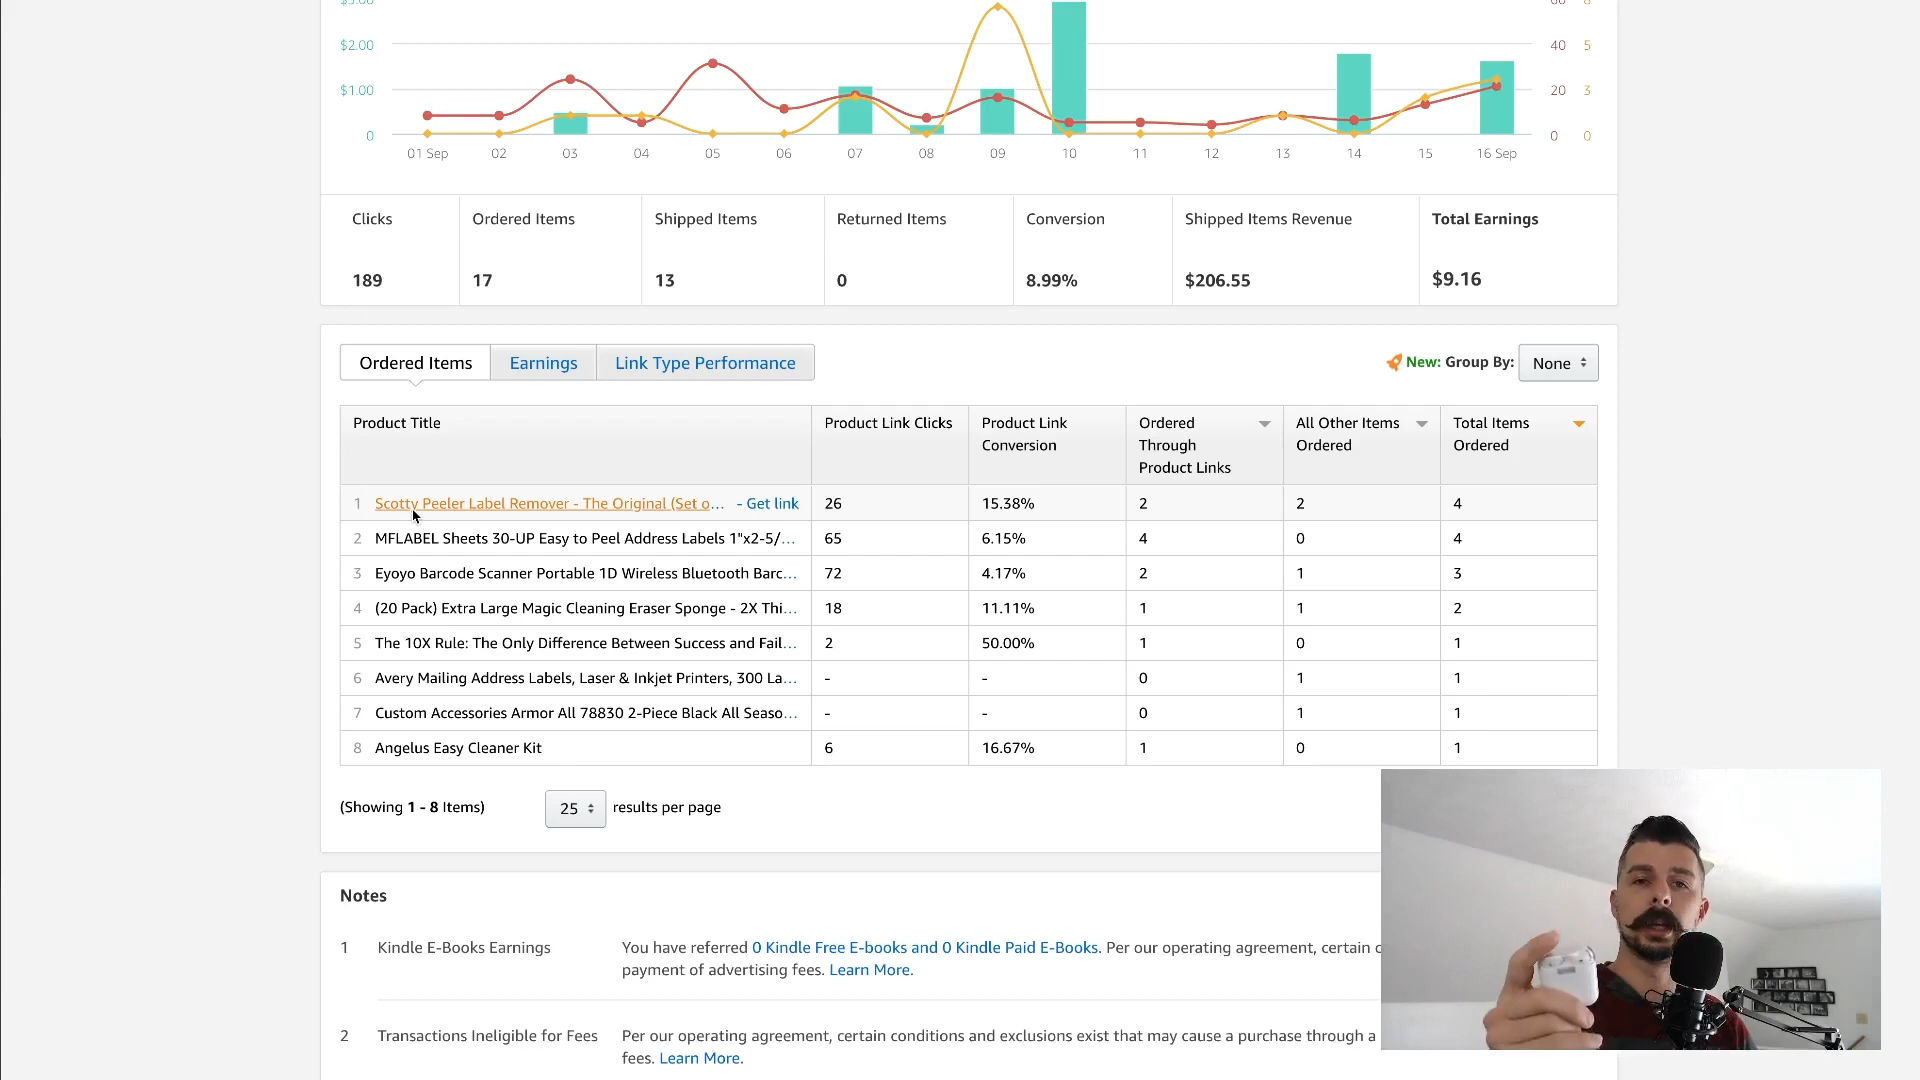 $3.00 60 8
$2.00 40 5
$1.00 20 3
0 0 0
01 Sep 02 03 04 05 06 07 08 09 10 11 12 13 14 15 16 Sep
Clicks Ordered Items Shipped Items Returned Items Conversion Shipped Items Revenue Total Earnings
189 17 13 0 8.99% $206.55 $9.16
Ordered Items Earnings Link Type Performance New: Group By: None
Product Title Product Link Clicks Product Link Ordered All Other Items Total Items
Conversion Through Ordered Ordered
Product Links
1 Scotty Peeler Label Remover - The Original (Set o... - Get link 26 15.38% 2 2 4
2 MFLABEL Sheets 30-UP Easy to Peel Address Labels 1"x2-5/... 65 6.15% 4 0 4
3 Eyoyo Barcode Scanner Portable 1D Wireless Bluetooth Barc... 72 4.17% 2 1 3
4 (20 Pack) Extra Large Magic Cleaning Eraser Sponge - 2X Thi... 18 11.11% 1 1 2
5 The 10X Rule: The Only Difference Between Success and Fail... 2 50.00% 1 0 1
6 Avery Mailing Address Labels, Laser & Inkjet Printers, 300 La... - - 0 1 1
7 Custom Accessories Armor All 78830 2-Piece Black All Seaso... - - 0 1 1
8 Angelus Easy Cleaner Kit 6 16.67% 1 0 1
(Showing 1 - 8 Items) 25 results per page
Notes
1 Kindle E-Books Earnings You have referred 0 Kindle Free E-books and 0 Kindle Paid E-Books. Per our operating agreement, certain c
payment of advertising fees. Learn More.
2 Transactions Ineligible for Fees Per our operating agreement, certain conditions and exclusions exist that may cause a purchase through a
fees. Learn More.